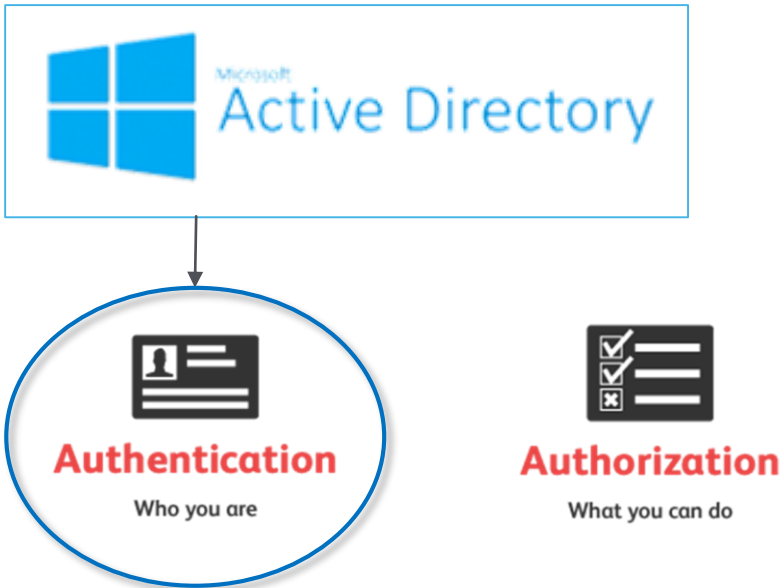 Microsoft
Active Directory
Authentication
Who you are
Authorization
What you can do